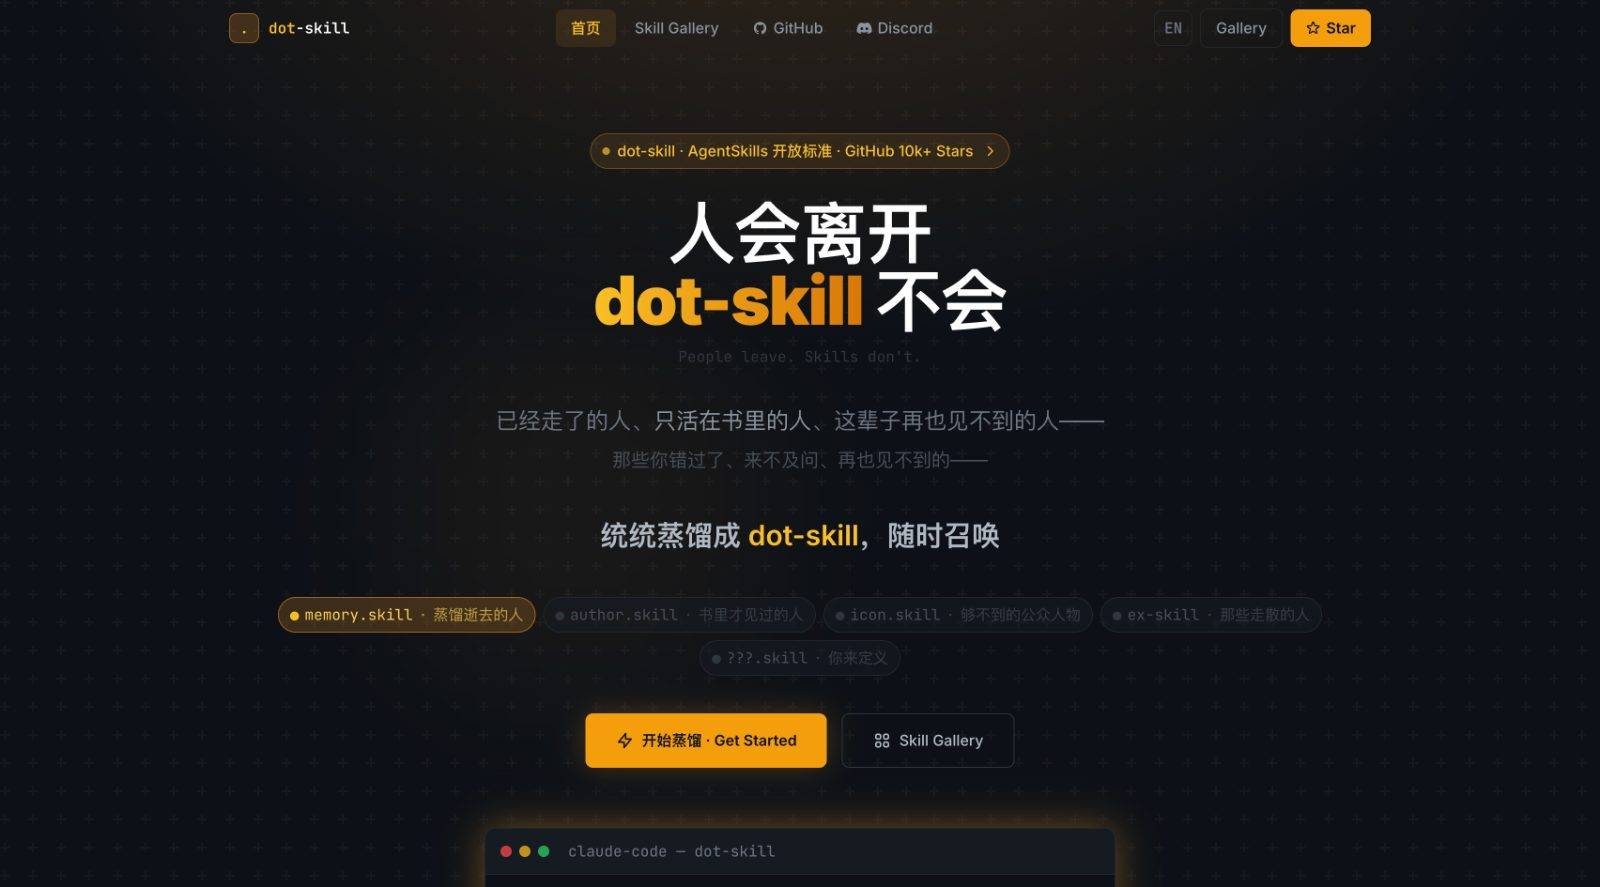 . dot-skill
首页
Skill Gallery
GitHub
Discord
EN
Gallery
Star
dot-skill · AgentSkills 开放标准 · GitHub 10k+ Stars
人会离开
dot-skill 不会
People leave. Skills don't.
已经走了的人、只活在书里的人、这辈子再也见不到的人——
那些你错过了、来不及问、再也见不到的——
统统蒸馏成 dot-skill，随时召唤
memory.skill · 蒸馏逝去的人
author.skill · 书里才见过的人
icon.skill · 够不到的公众人物
ex-skill · 那些走散的人
???.skill · 你来定义
开始蒸馏 · Get Started
Skill Gallery
claude-code — dot-skill